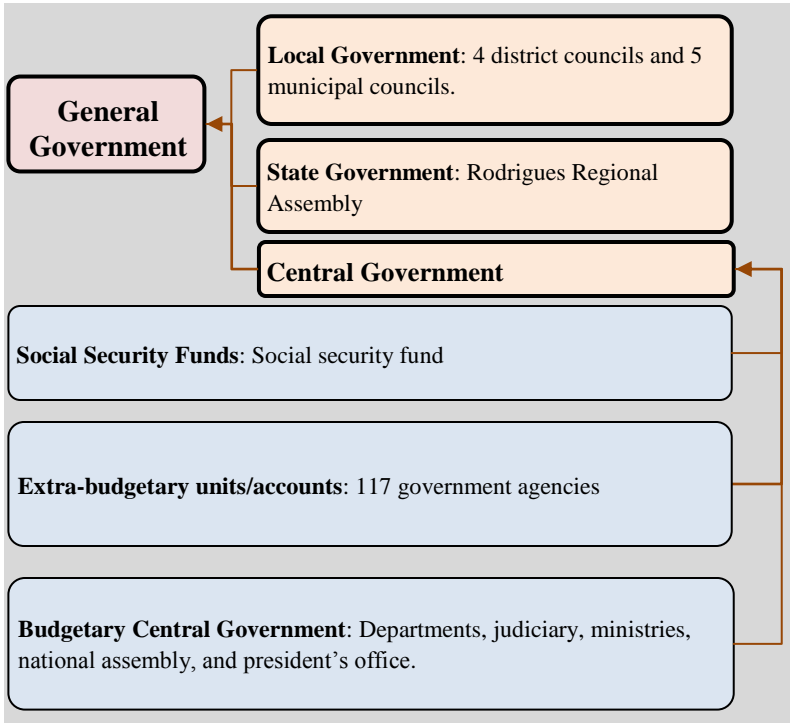 General
Government
Local Government: 4 district councils and 5
municipal councils.
State Government: Rodrigues Regional
Assembly
Central Government
Social Security Funds: Social security fund
Extra-budgetary units/accounts: 117 government agencies
Budgetary Central Government: Departments, judiciary, ministries,
national assembly, and president’s office.